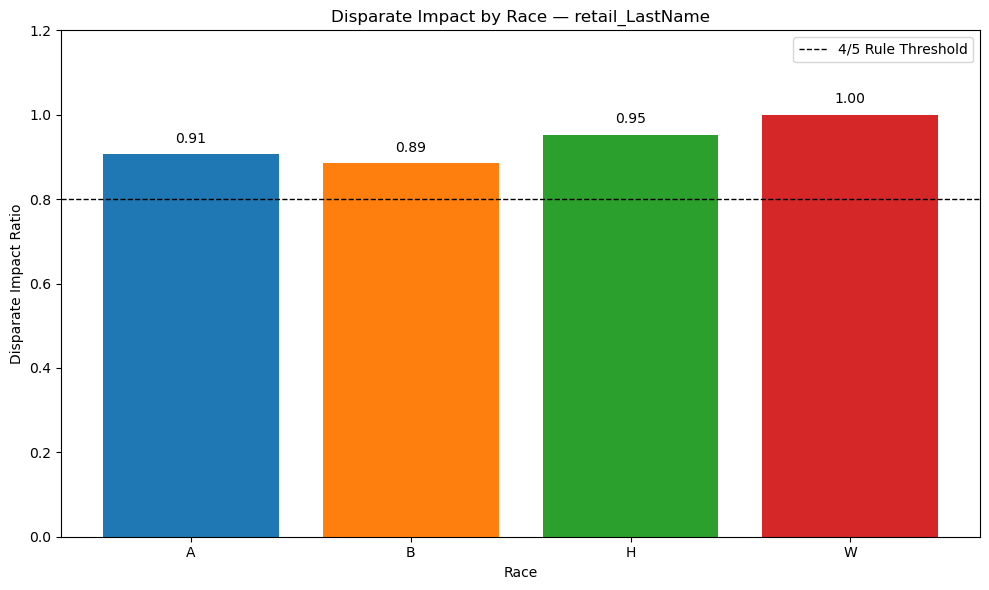 Disparate Impact by Race — retail_LastName
4/5 Rule Threshold
Disparate Impact Ratio
1.2
1.0
0.8
0.6
0.4
0.2
0.0
0.91
0.89
0.95
1.00
A
B
H
W
Race